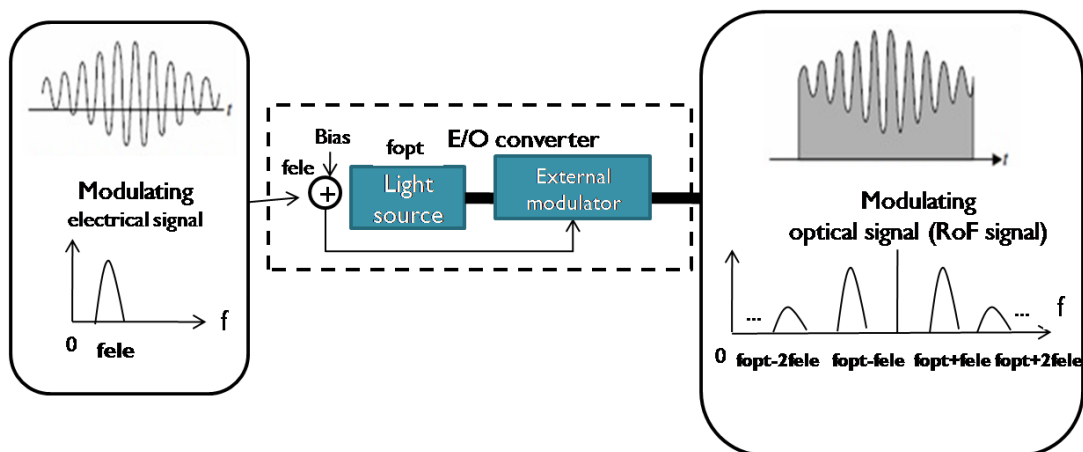 t
Modulating
electrical signal
f
0
fele
Bias
E/O converter
fopt
fele
+
Light
source
External
modulator
t
Modulating
optical signal (RoF signal)
f
...
...
0
fopt-2fele
fopt-fele
fopt+fele
fopt+2fele